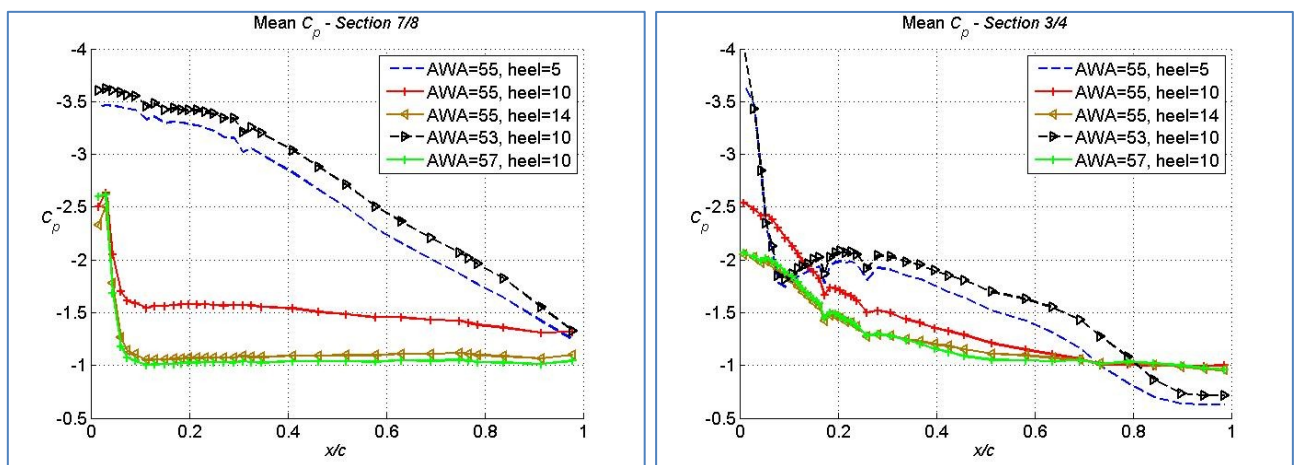 Mean Cp - Section 7/8
-4
-3.5
-3
-2.5
-2
-1.5
-1
-0.5
Cp
0
0.2
0.4
0.6
0.8
1
x/c
AWA=55, heel=5
AWA=55, heel=10
AWA=55, heel=14
AWA=53, heel=10
AWA=57, heel=10
Mean Cp - Section 3/4
-4
-3.5
-3
-2.5
-2
-1.5
-1
-0.5
Cp
0
0.2
0.4
0.6
0.8
1
x/c
AWA=55, heel=5
AWA=55, heel=10
AWA=55, heel=14
AWA=53, heel=10
AWA=57, heel=10